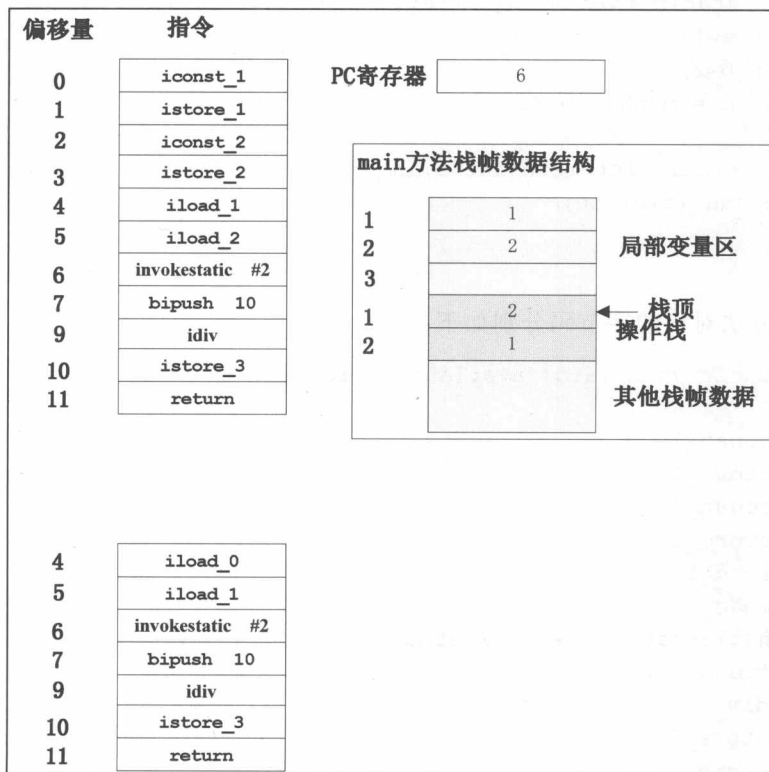 偏移量 指令
0 iconst_1
1 istore_1
2 iconst_2
3 istore_2
4 iload_1
5 iload_2
6 invokestatic #2
7 bipush 10
9 idiv
10 istore_3
11 return
PC寄存器 6
main方法栈帧数据结构
1 1
2 2 局部变量区
3
1 2 栈顶
操作栈
2 1
其他栈帧数据
4 iload_0
5 iload_1
6 invokestatic #2
7 bipush 10
9 idiv
10 istore_3
11 return